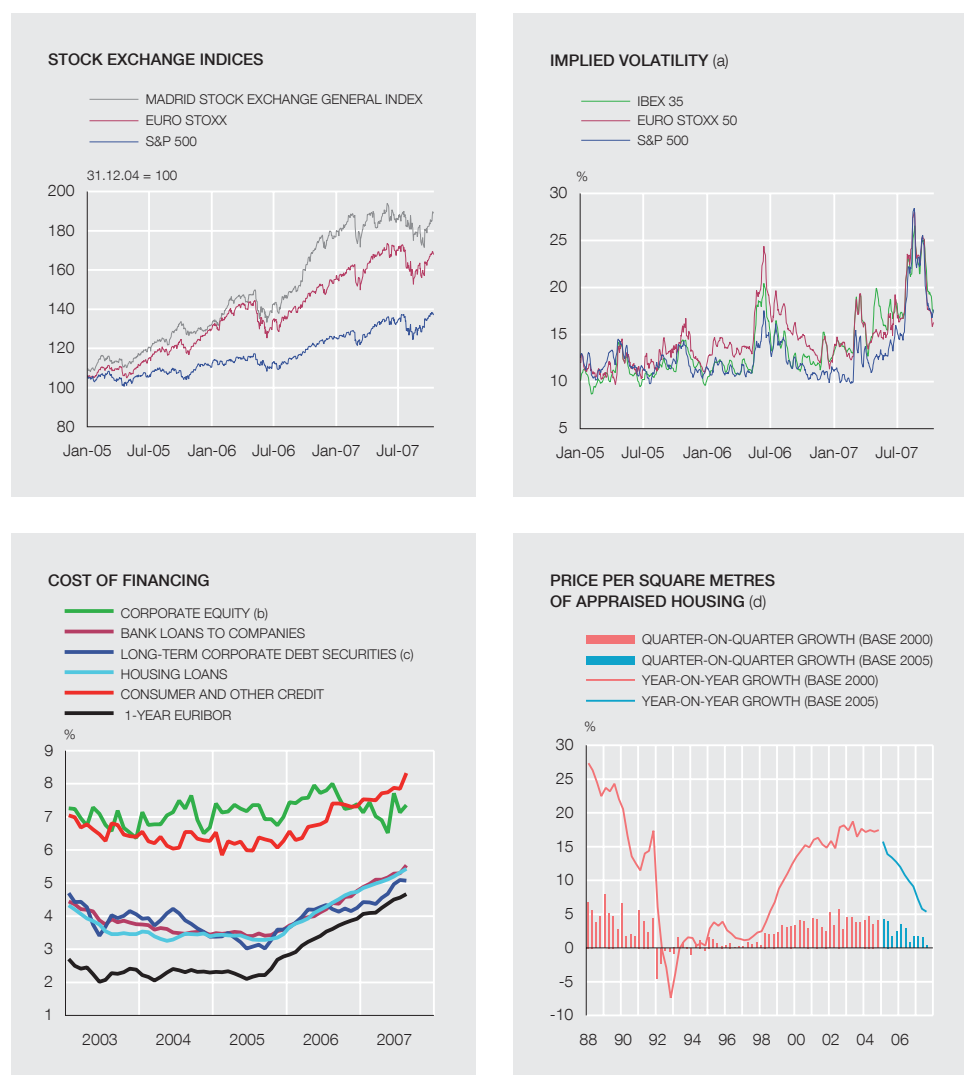 STOCK EXCHANGE INDICES
MADRID STOCK EXCHANGE GENERAL INDEX
EURO STOXX
S&P 500
31.12.04 = 100
200
180
160
140
120
100
80
Jan-05 Jul-05 Jan-06 Jul-06 Jan-07 Jul-07
IMPLIED VOLATILITY (a)
IBEX 35
EURO STOXX 50
S&P 500
%
30
25
20
15
10
5
Jan-05 Jul-05 Jan-06 Jul-06 Jan-07 Jul-07
COST OF FINANCING
CORPORATE EQUITY (b)
BANK LOANS TO COMPANIES
LONG-TERM CORPORATE DEBT SECURITIES (c)
HOUSING LOANS
CONSUMER AND OTHER CREDIT
1-YEAR EURIBOR
%
9
8
7
6
5
4
3
2
1
2003 2004 2005 2006 2007
PRICE PER SQUARE METRES
OF APPRAISED HOUSING (d)
QUARTER-ON-QUARTER GROWTH (BASE 2000)
QUARTER-ON-QUARTER GROWTH (BASE 2005)
YEAR-ON-YEAR GROWTH (BASE 2000)
YEAR-ON-YEAR GROWTH (BASE 2005)
%
30
25
20
15
10
5
0
-5
-10
88 90 92 94 96 98 00 02 04 06